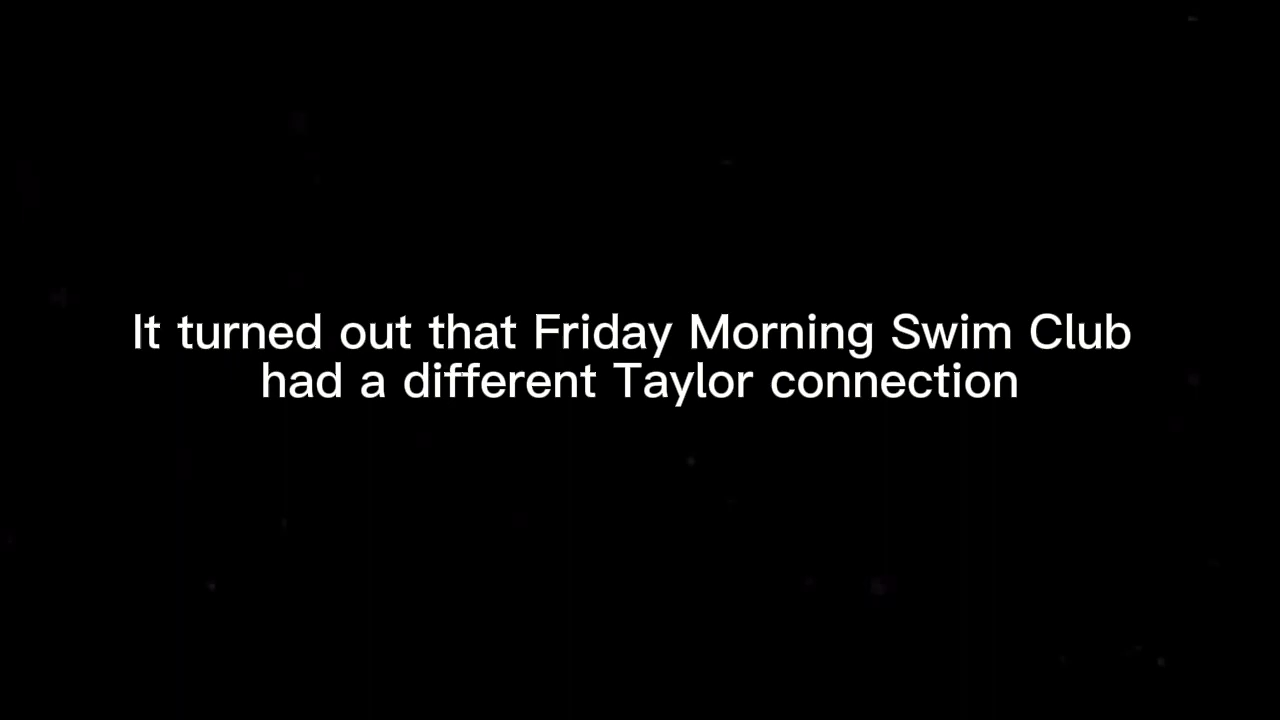 It turned out that Friday Morning Swim Club
had a different Taylor connection